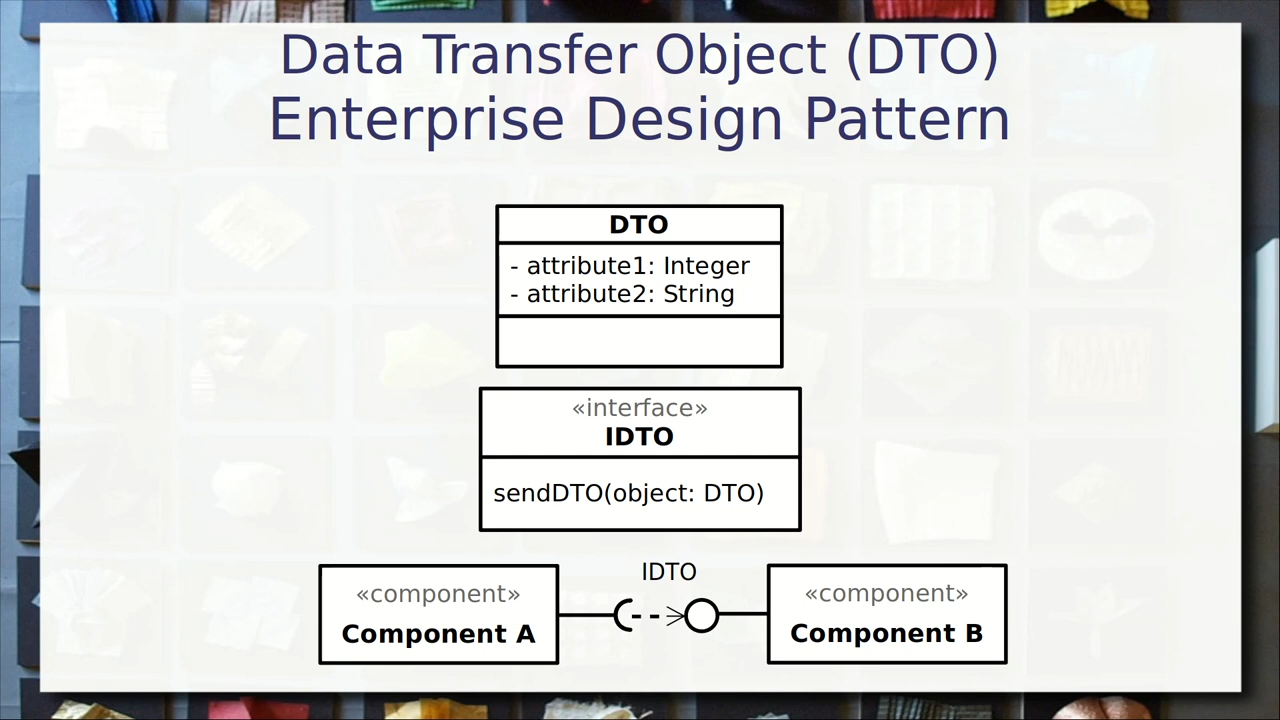 Data Transfer Object (DTO)
Enterprise Design Pattern
DTO
- attribute1: Integer
- attribute2: String
«interface»
IDTO
sendDTO(object: DTO)
IDTO
«component»
Component A
«component»
Component B